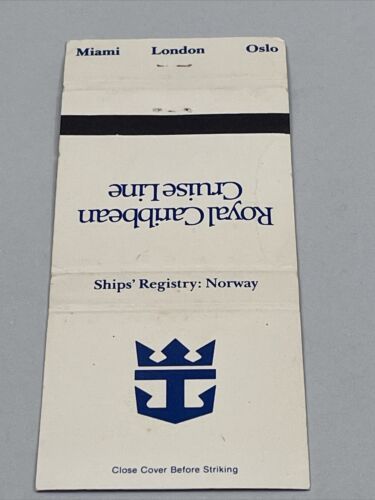 Miami London Oslo
Royal Caribbean
Cruise Line
Ships' Registry: Norway
Close Cover Before Striking